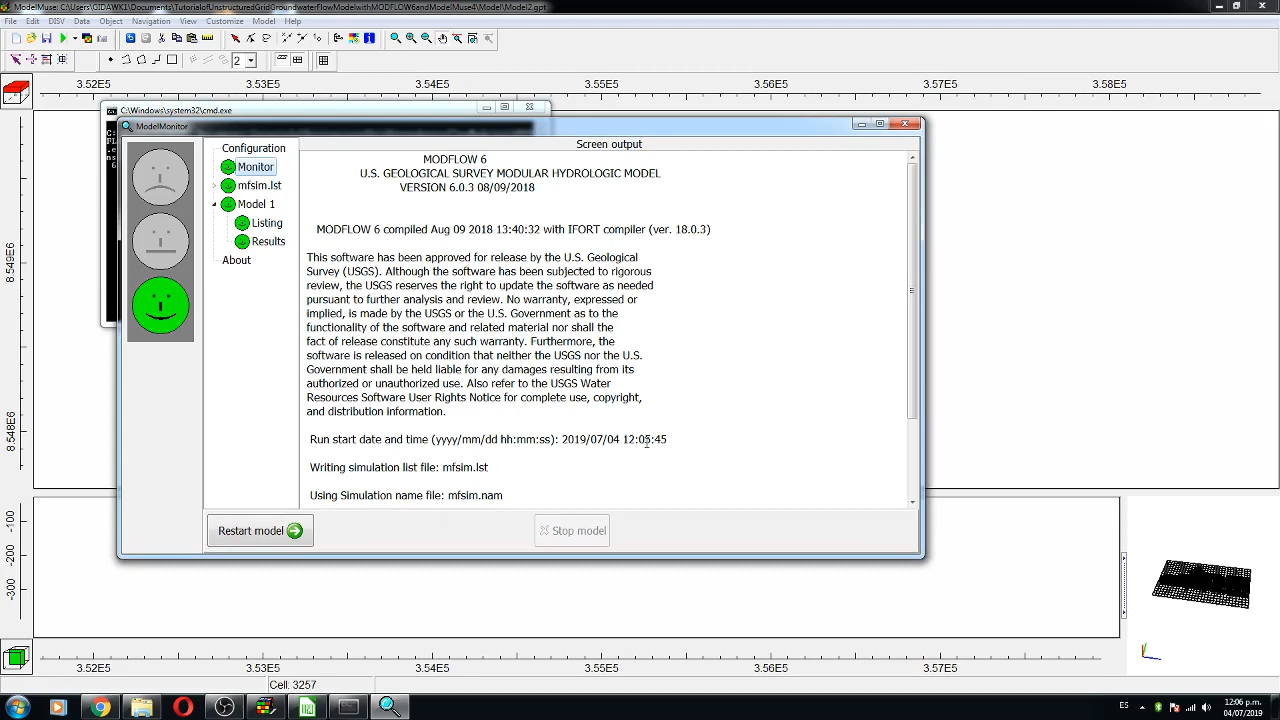 ModelMuse: C:\Users\GIDAWK1\Documents\TutorialofUnstructuredGridGroundwaterFlowModelwithMODFLOW6andModelMuse4\Model\Model2.gpt
File Edit DISV Data Object View Customize Model Help
2
3.52E5 3.53E5 3.54E5 3.55E5 3.56E5 3.57E5 3.58E5
C:\Windows\system32\cmd.exe
ModelMonitor
Configuration
Monitor
mfsim.lst
Model 1
Listing
Results
About
Screen output
MODFLOW 6
U.S. GEOLOGICAL SURVEY MODULAR HYDROLOGIC MODEL
VERSION 6.0.3 08/09/2018
MODFLOW 6 compiled Aug 09 2018 13:40:32 with IFORT compiler (ver. 18.0.3)
This software has been approved for release by the U.S. Geological
Survey (USGS). Although the software has been subjected to rigorous
review, the USGS reserves the right to update the software as needed
pursuant to further analysis and review. No warranty, expressed or
implied, is made by the USGS or the U.S. Government as to the
functionality of the software and related material nor shall the
fact of release constitute any such warranty. Furthermore, the
software is released on condition that neither the USGS nor the U.S.
Government shall be held liable for any damages resulting from its
authorized or unauthorized use. Also refer to the USGS Water
Resources Software User Rights Notice for complete use, copyright,
and distribution information.
Run start date and time (yyyy/mm/dd hh:mm:ss): 2019/07/04 12:05:45
Writing simulation list file: mfsim.lst
Using Simulation name file: mfsim.nam
Restart model
Stop model
8.549E6
8.548E6
-100
-200
-300
3.52E5 3.53E5 3.54E5 3.55E5 3.56E5 3.57E5
Cell: 3257
ES
12:06 p.m.
04/07/2019